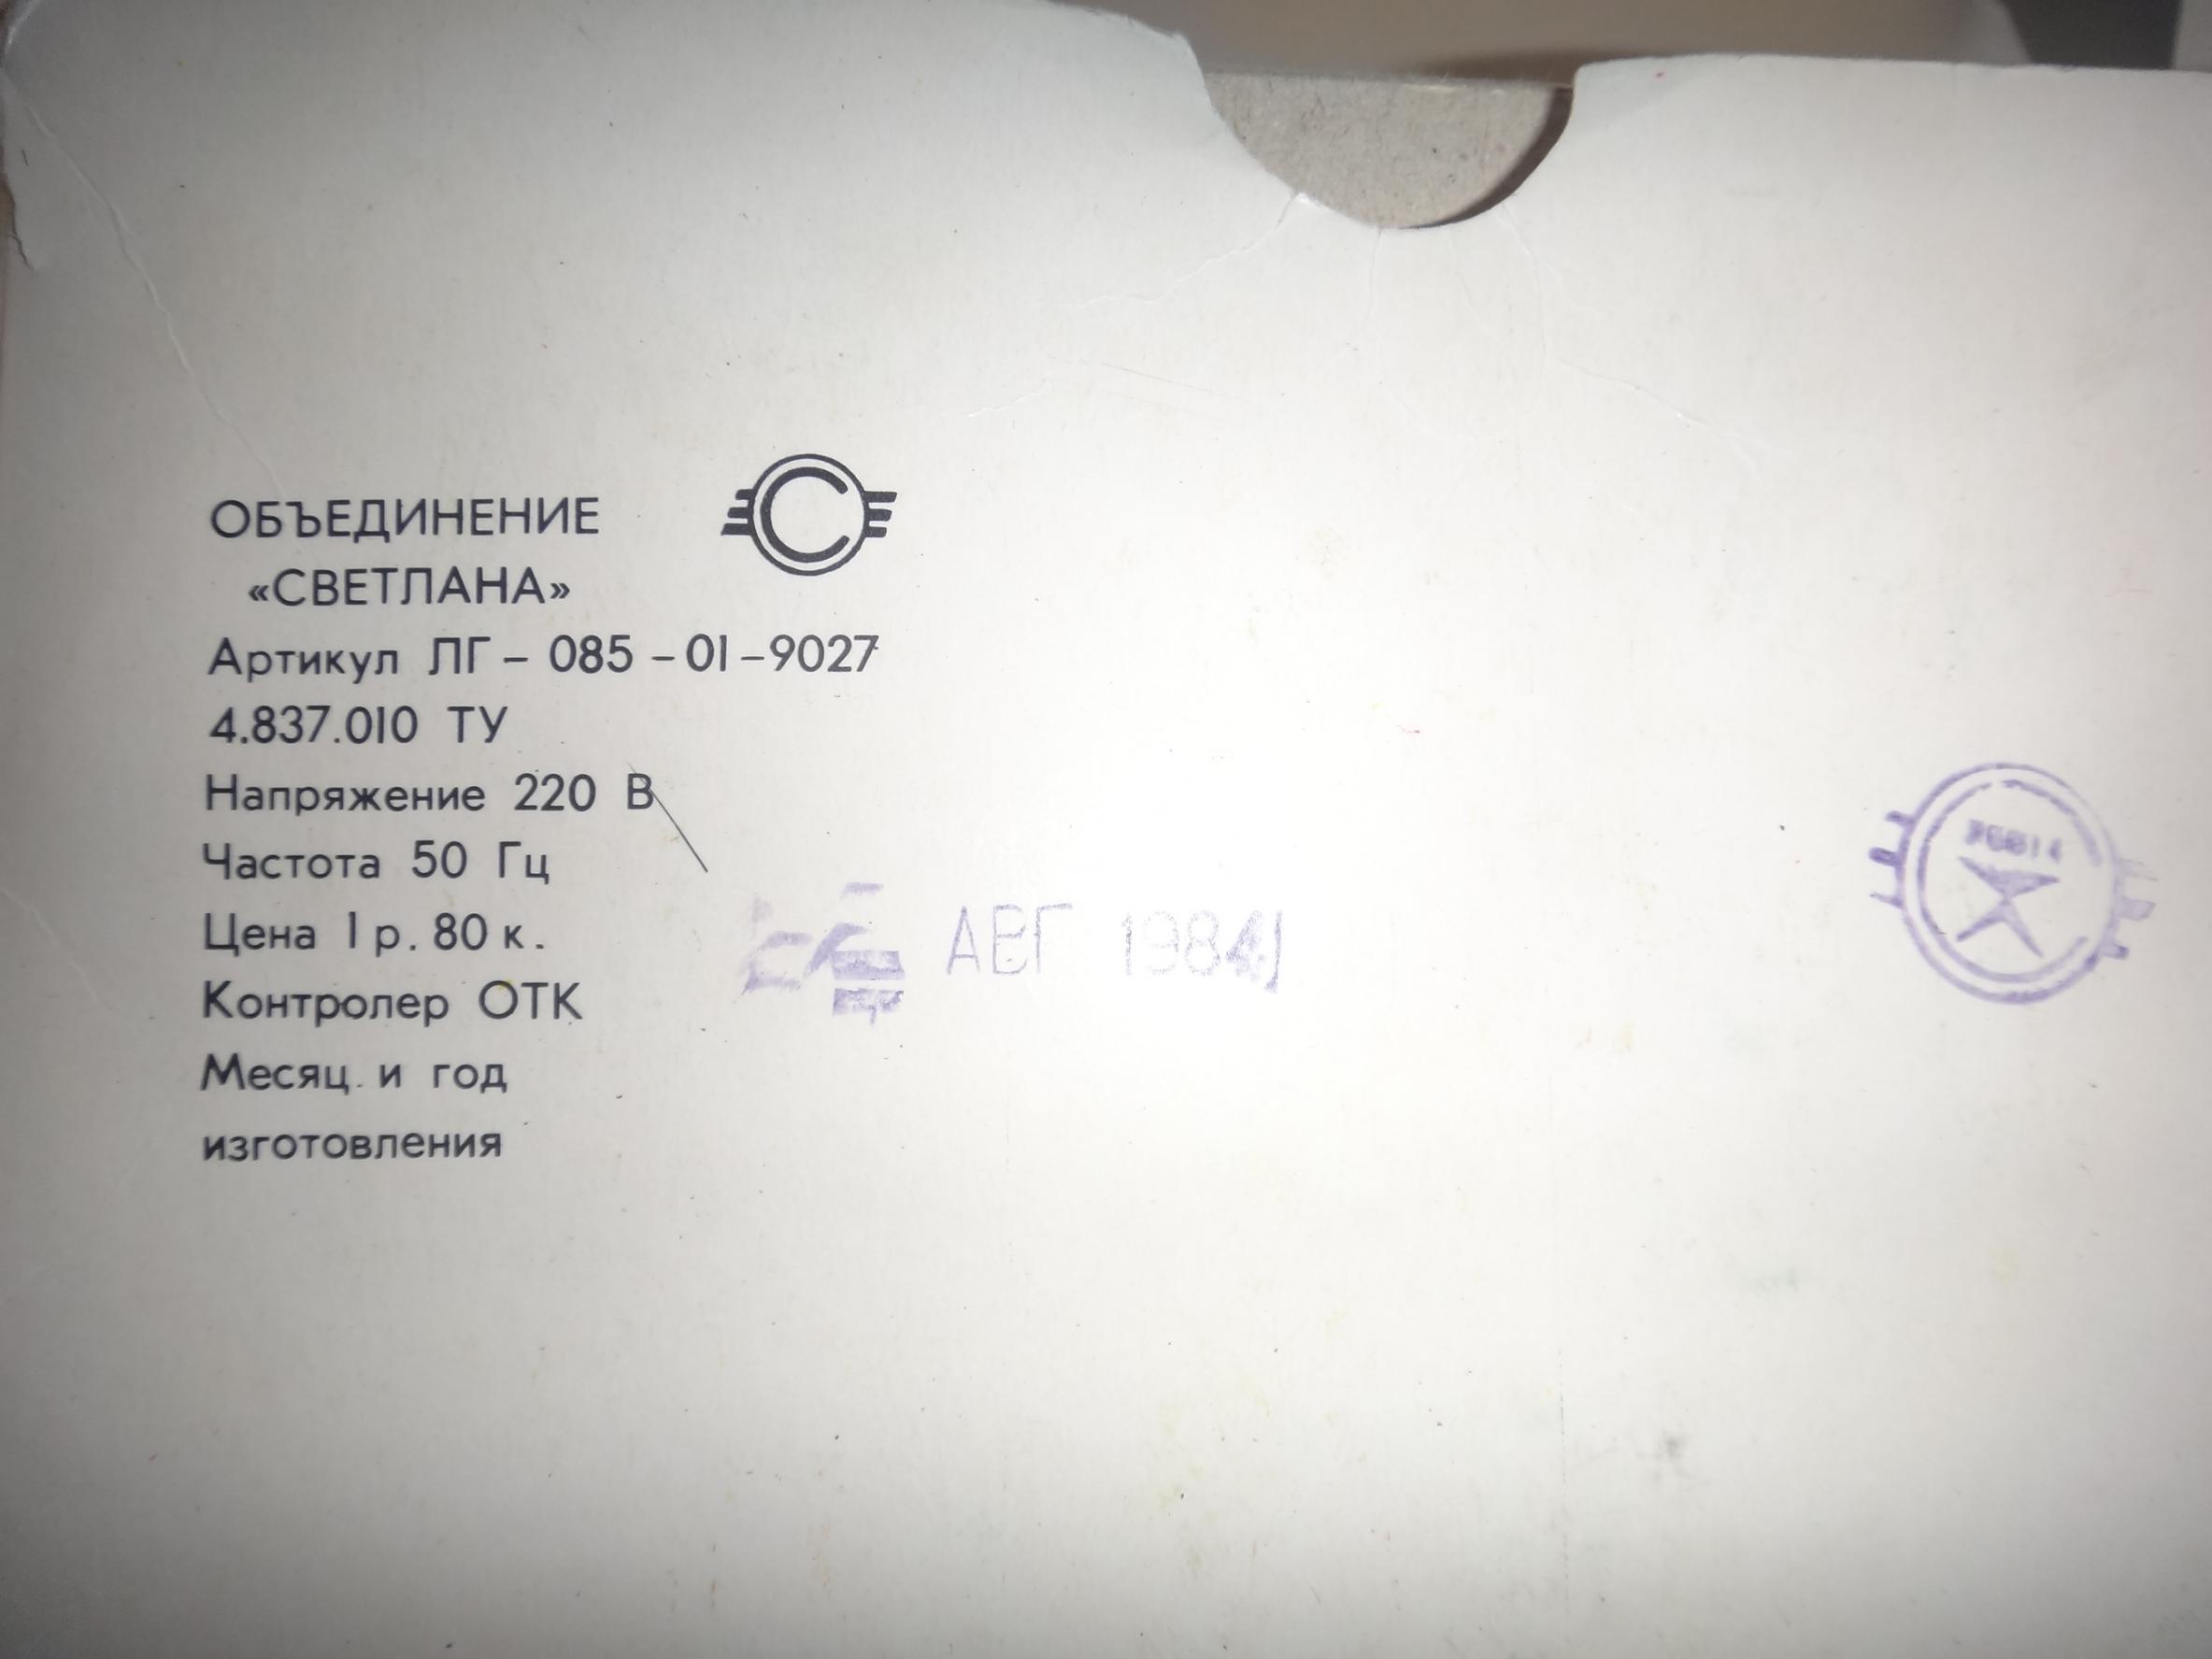 ОБЪЕДИНЕНИЕ
«СВЕТЛАНА»
Артикул ЛГ – 085 – 01 – 9027
4.837.010 ТУ
Напряжение 220 В
Частота 50 Гц
Цена 1 р. 80 к.
Контролер ОТК
АВГ 1984
Месяц и год
изготовления